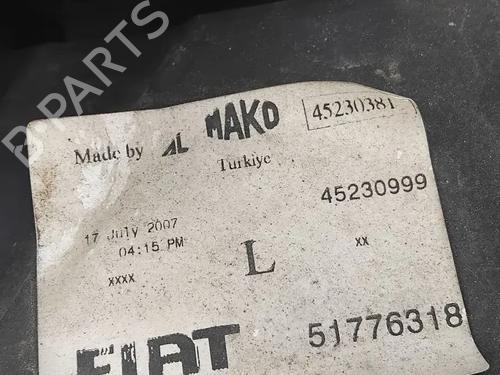 B-PARTS
Made by AL MAKO 45230381
Turkiye
45230999
17 July 2007
04:15 PM
L
xx
xxxx
FIAT 51776318